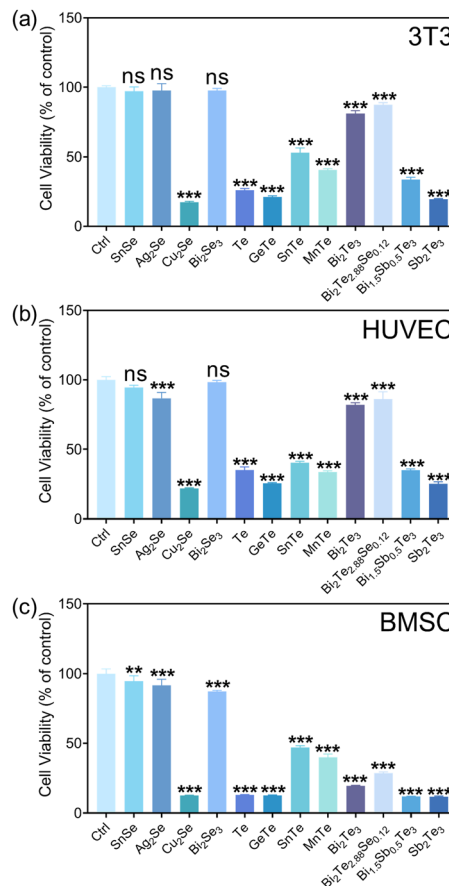 (a)
3T3
Cell Viability (% of control)
150
100
50
0
ns ns *** ns *** *** *** *** *** *** *** ***
Ctrl SnSe Ag₂Se Cu₂Se Bi₂Se₃ Te GeTe SnTe MnTe Bi₂Te₃ Bi₂Te₂.₈₈Se₀.₁₂ Bi₁.₅Sb₀.₅Te₃ Sb₂Te₃
(b)
HUVEC
Cell Viability (% of control)
150
100
50
0
ns *** *** ns *** *** *** *** *** *** *** ***
Ctrl SnSe Ag₂Se Cu₂Se Bi₂Se₃ Te GeTe SnTe MnTe Bi₂Te₃ Bi₂Te₂.₈₈Se₀.₁₂ Bi₁.₅Sb₀.₅Te₃ Sb₂Te₃
(c)
BMSC
Cell Viability (% of control)
150
100
50
0
** *** *** *** *** *** *** *** *** *** *** ***
Ctrl SnSe Ag₂Se Cu₂Se Bi₂Se₃ Te GeTe SnTe MnTe Bi₂Te₃ Bi₂Te₂.₈₈Se₀.₁₂ Bi₁.₅Sb₀.₅Te₃ Sb₂Te₃